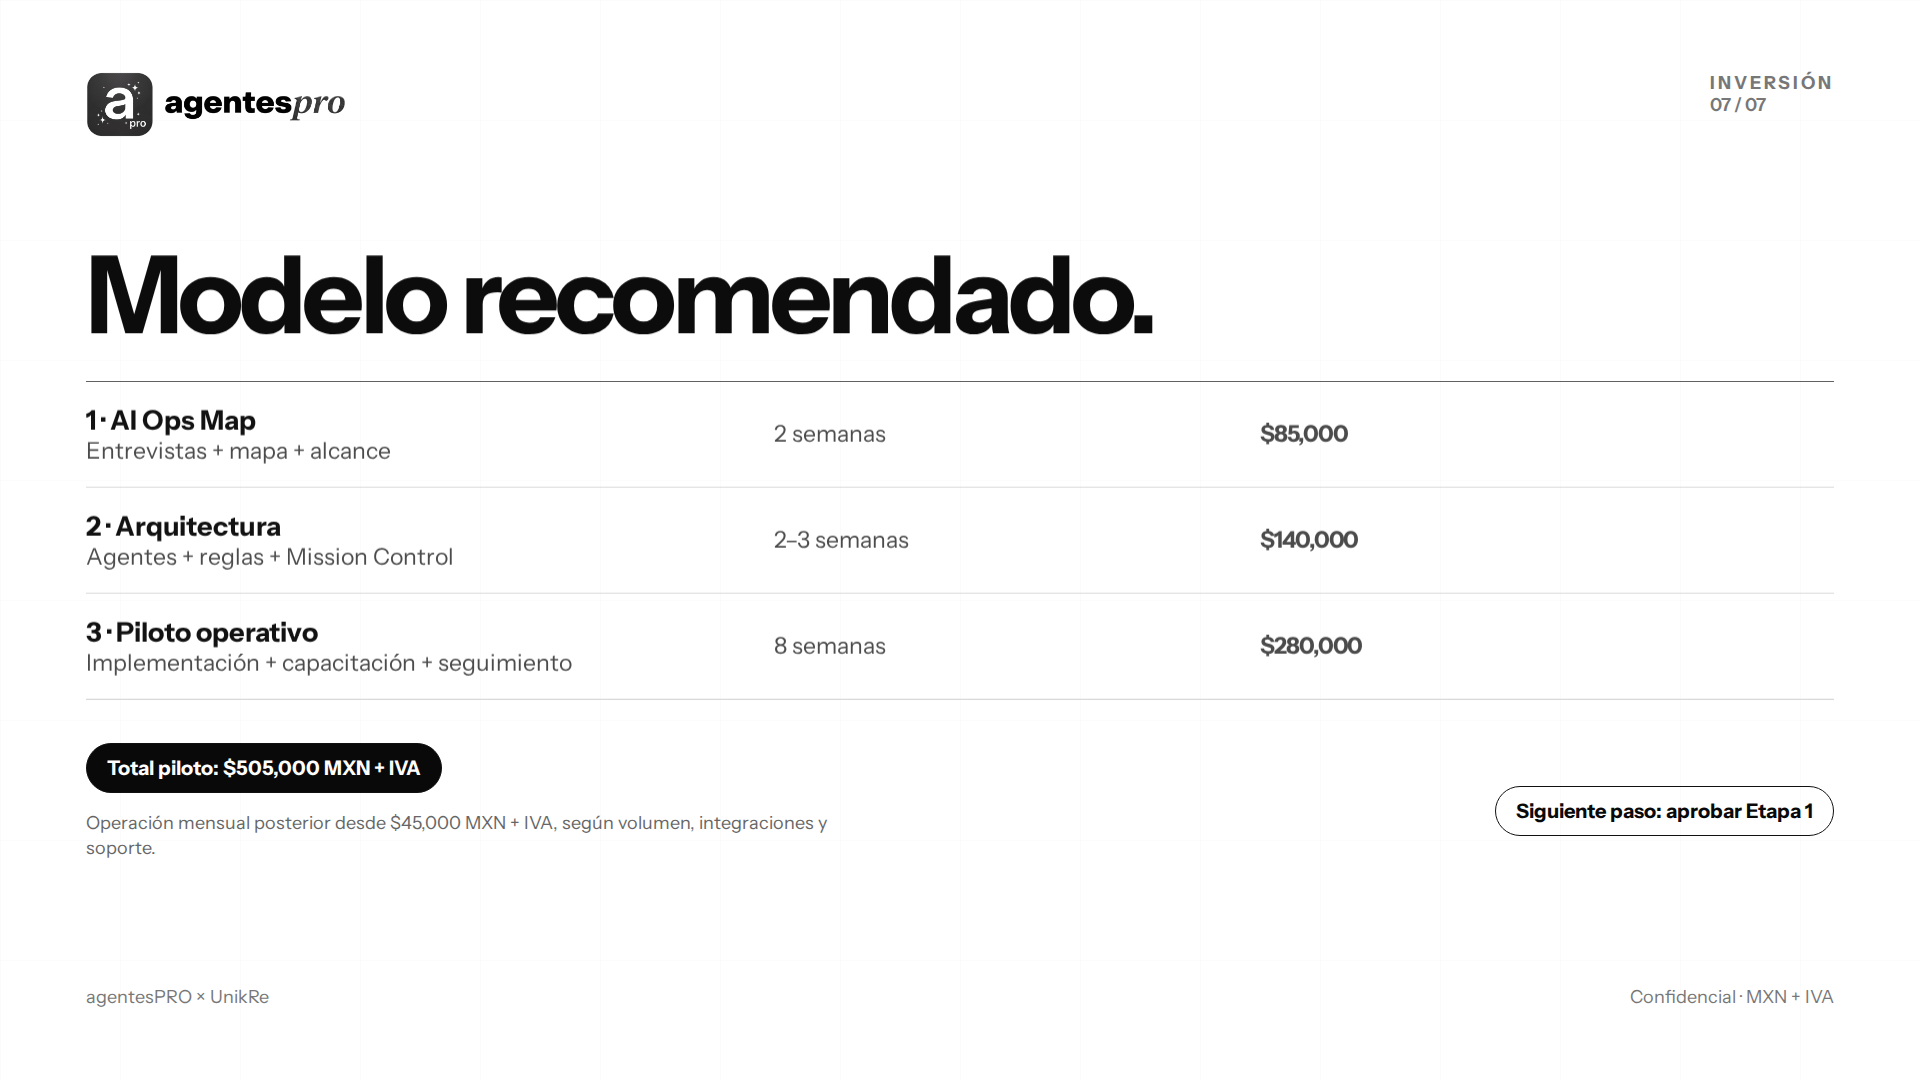 a
pro
agentespro
INVERSIÓN
07 / 07
Modelo recomendado.
1 · AI Ops Map
Entrevistas + mapa + alcance
2 semanas
$85,000
2 · Arquitectura
Agentes + reglas + Mission Control
2–3 semanas
$140,000
3 · Piloto operativo
Implementación + capacitación + seguimiento
8 semanas
$280,000
Total piloto: $505,000 MXN + IVA
Operación mensual posterior desde $45,000 MXN + IVA, según volumen, integraciones y
soporte.
Siguiente paso: aprobar Etapa 1
agentesPRO × UnikRe
Confidencial · MXN + IVA